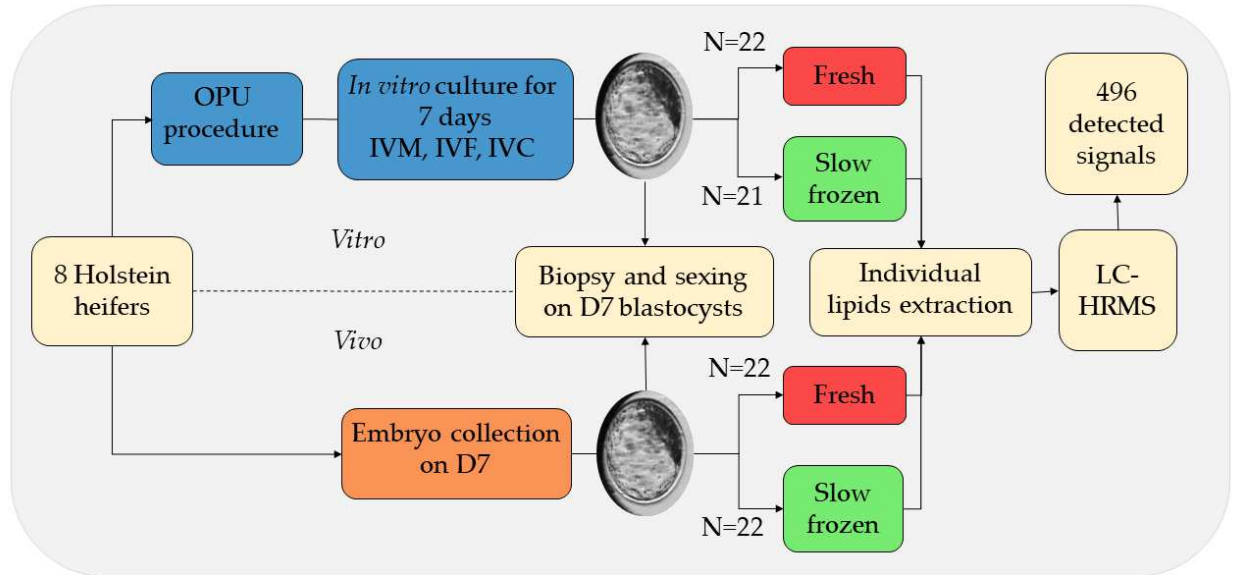 OPU
procedure
In vitro culture for
7 days
IVM, IVF, IVC
N=22
Fresh
N=21
Slow
frozen
496
detected
signals
Vitro
8 Holstein
heifers
Biopsy and sexing
on D7 blastocysts
Individual
lipids extraction
LC-
HRMS
Vivo
Embryo collection
on D7
N=22
Fresh
N=22
Slow
frozen